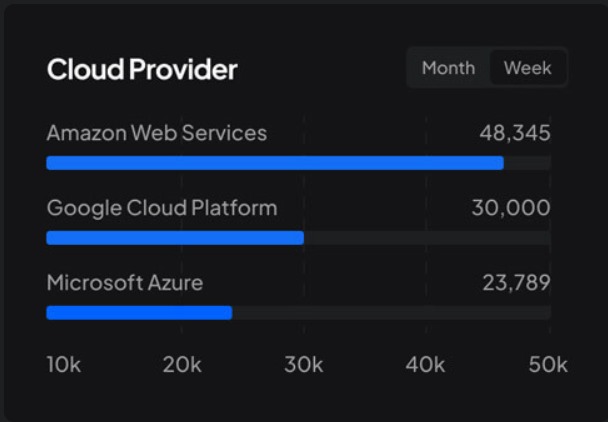 Cloud Provider
Month Week
Amazon Web Services 48,345
Google Cloud Platform 30,000
Microsoft Azure 23,789
10k 20k 30k 40k 50k